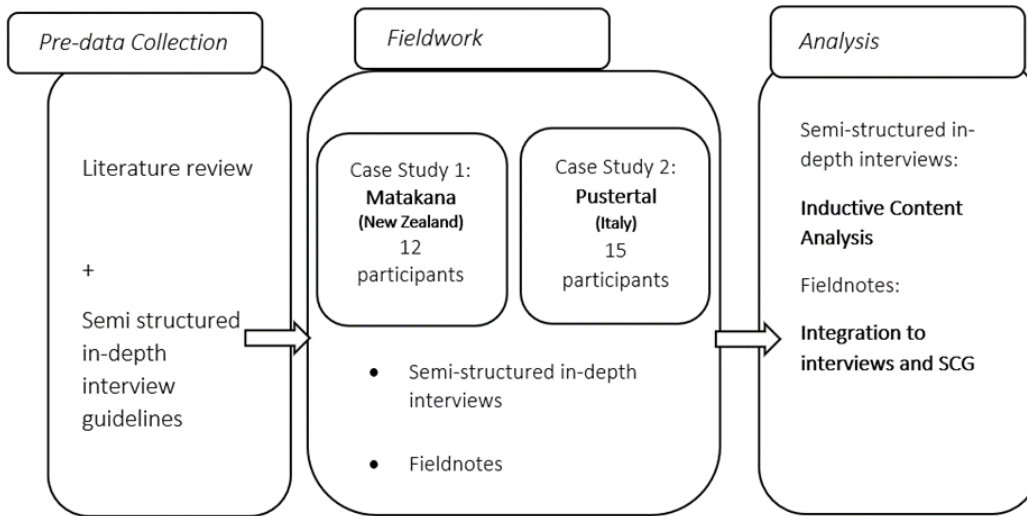 Pre-data Collection
Literature review
+
Semi structured
in-depth
interview
guidelines
Fieldwork
Case Study 1:
Matakana
(New Zealand)
12
participants
Case Study 2:
Pustertal
(Italy)
15
participants
• Semi-structured in-depth
interviews
• Fieldnotes
Analysis
Semi-structured in-
depth interviews:
Inductive Content
Analysis
Fieldnotes:
Integration to
interviews and SCG